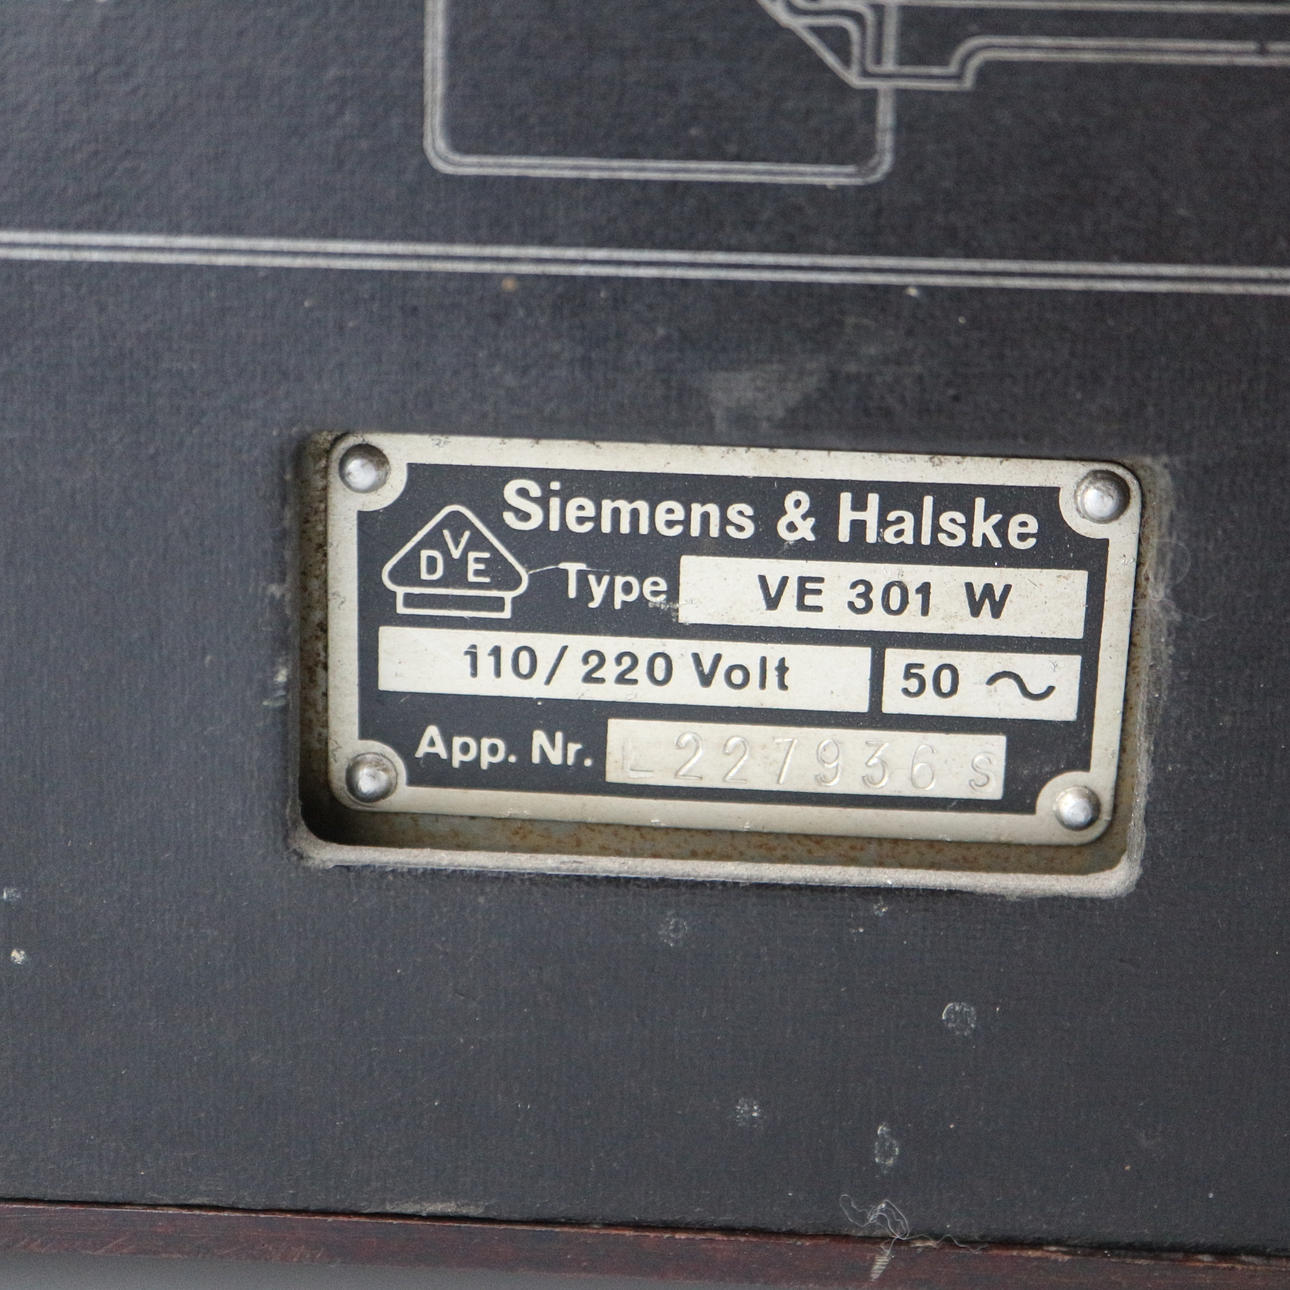 Siemens & Halske
DVE
Type VE 301 W
110/220 Volt 50 ~
App. Nr. L 227936 S